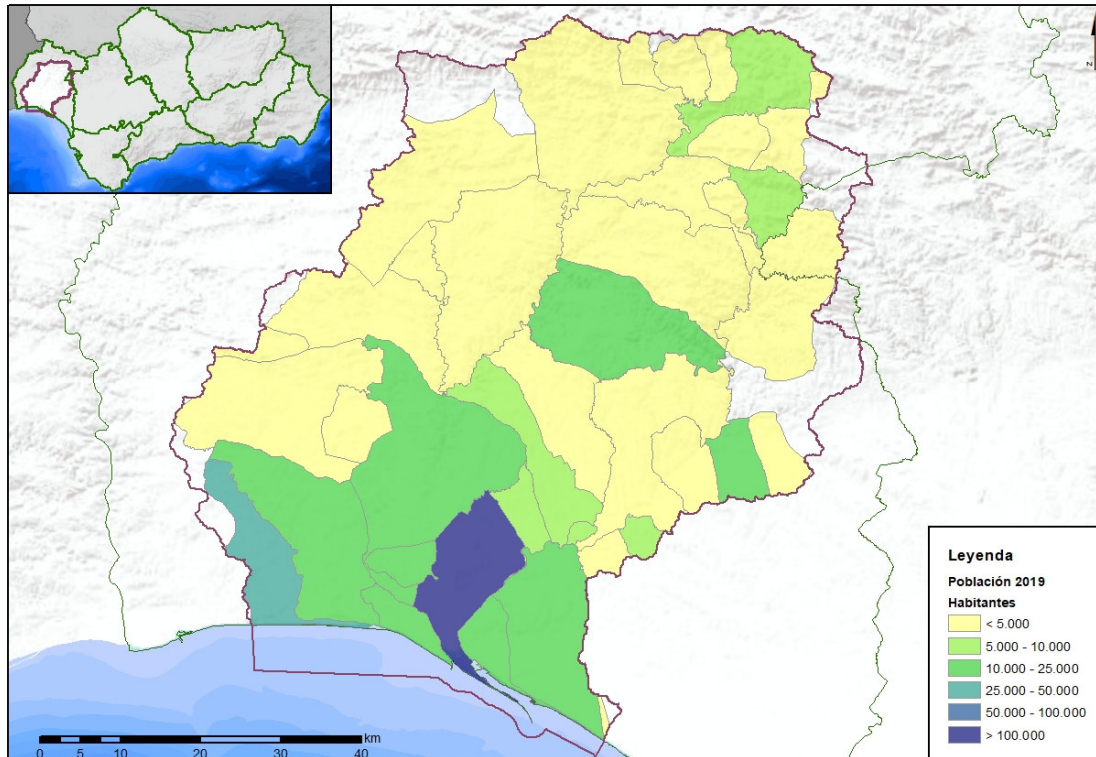 N
Leyenda
Población 2019
Habitantes
< 5.000
5.000 - 10.000
10.000 - 25.000
25.000 - 50.000
50.000 - 100.000
> 100.000
km
0 5 10 20 30 40